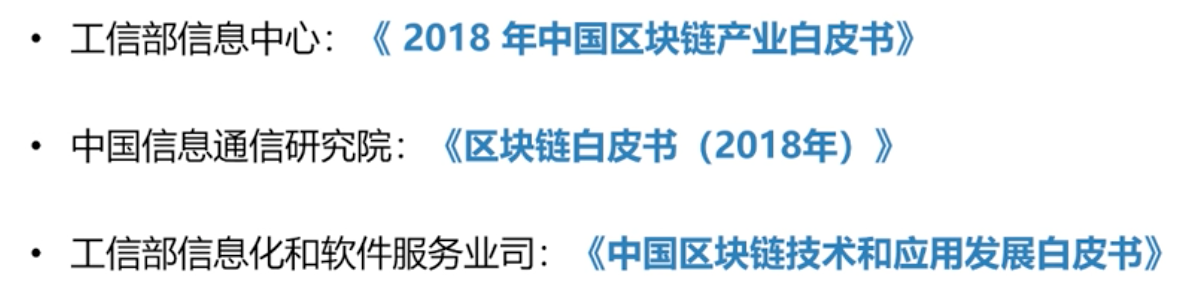 • 工信部信息中心：《 2018 年中国区块链产业白皮书》
• 中国信息通信研究院：《区块链白皮书（2018年）》
• 工信部信息化和软件服务业司：《中国区块链技术和应用发展白皮书》